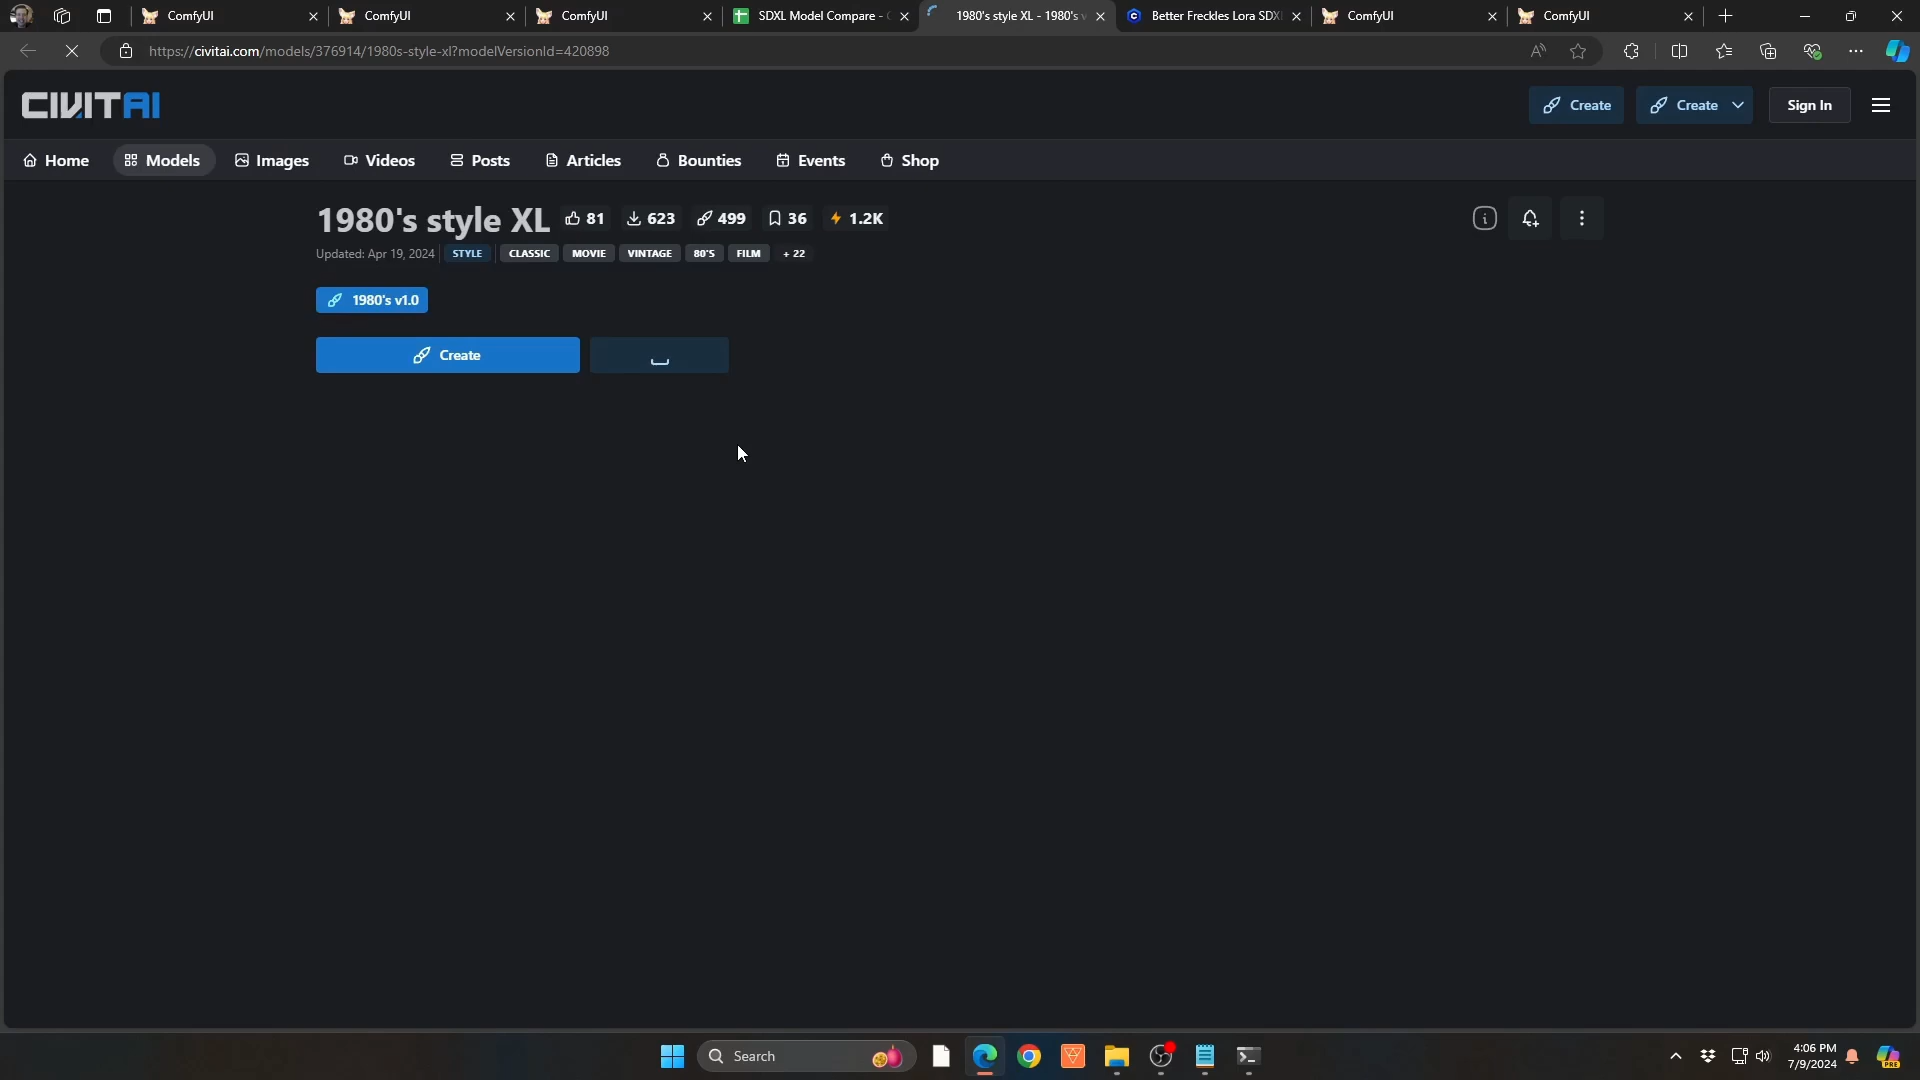 ComfyUI
ComfyUI
ComfyUI
SDXL Model Compare -
1980's style XL - 1980's v
Better Freckles Lora SDX
ComfyUI
ComfyUI
https://civitai.com/models/376914/1980s-style-xl?modelVersionId=420898
CIVITAI
Create
Create
Sign In
Home
Models
Images
Videos
Posts
Articles
Bounties
Events
Shop
1980's style XL
81
623
499
36
1.2K
Updated: Apr 19, 2024
STYLE
CLASSIC
MOVIE
VINTAGE
80'S
FILM
+ 22
1980's v1.0
Create
Search
4:06 PM
7/9/2024
PRE